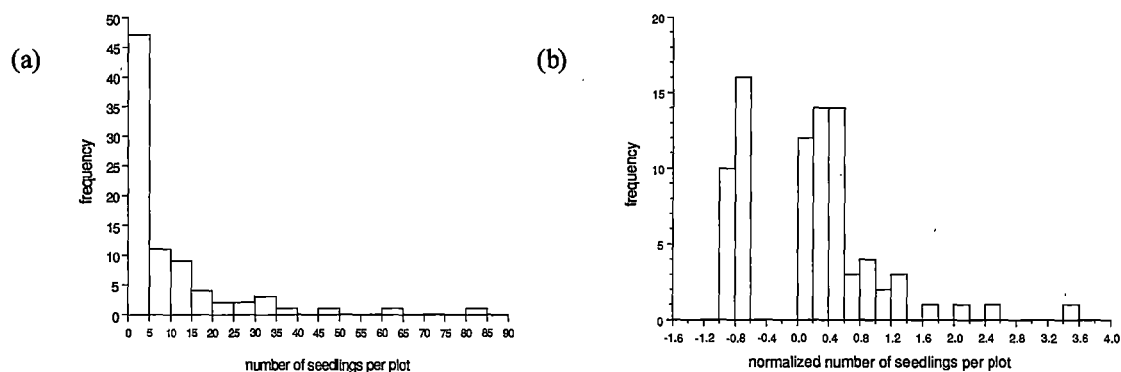 (a)
50
45
40
35
30
25
20
15
10
5
0
frequency
0 5 10 15 20 25 30 35 40 45 50 55 60 65 70 75 80 85 90
number of seedlings per plot
(b)
20
15
10
5
0
frequency
-1.6 -1.2 -0.8 -0.4 0.0 0.4 0.8 1.2 1.6 2.0 2.4 2.8 3.2 3.6 4.0
normalized number of seedlings per plot